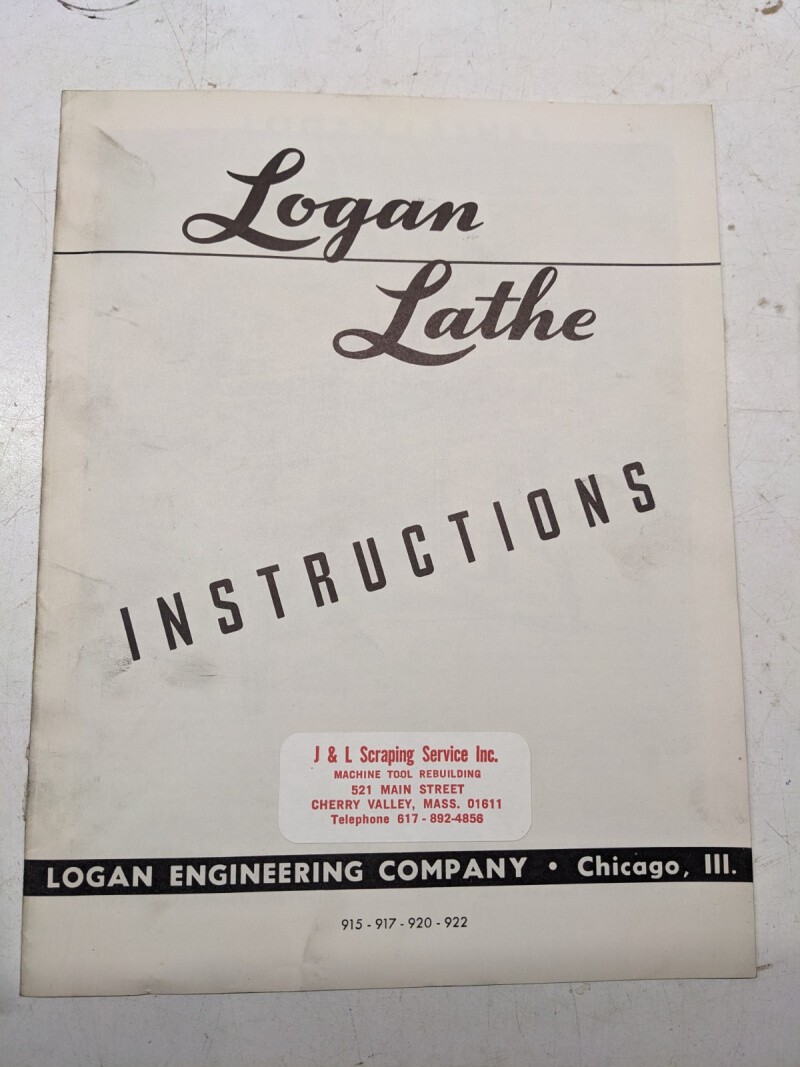 Logan
Lathe
INSTRUCTIONS
J & L Scraping Service Inc.
MACHINE TOOL REBUILDING
521 MAIN STREET
CHERRY VALLEY, MASS. 01611
Telephone 617 - 892-4856
LOGAN ENGINEERING COMPANY • Chicago, Ill.
915 - 917 - 920 - 922